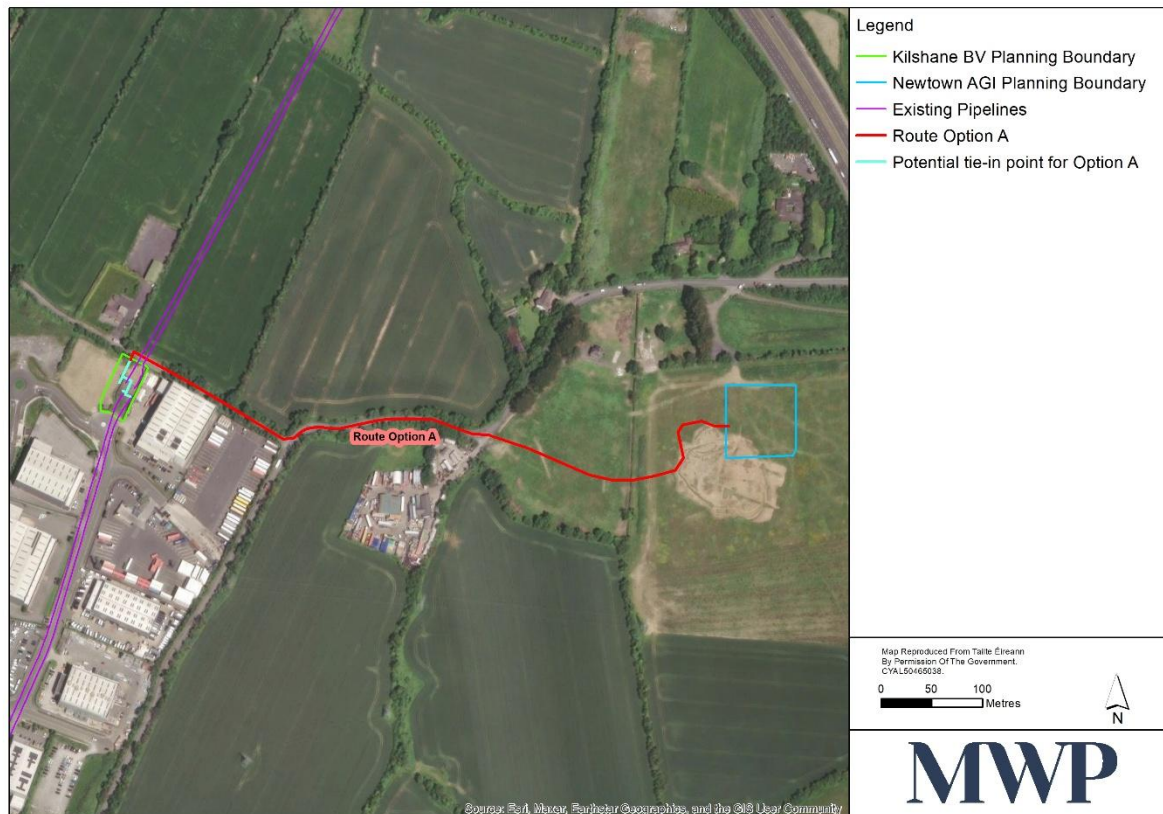 Legend
Kilshane BV Planning Boundary
Newtown AGI Planning Boundary
Existing Pipelines
Route Option A
Potential tie-in point for Option A
Route Option A
Map Reproduced From Tailte Éireann
By Permission Of The Government.
CYAL50465038.
0 50 100
Metres
N
MWP
Source: Esri, Maxar, Earthstar Geographics, and the GIS User Community